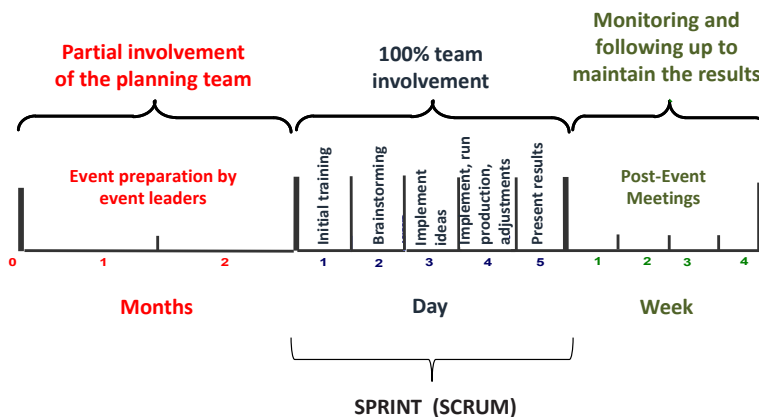 Partial involvement
of the planning team
100% team
involvement
Monitoring and
following up to
maintain the results
Event preparation by
event leaders
Initial training
Brainstorming
Implement
ideas
Implement, run
production,
adjustments
Present results
Post-Event
Meetings
0 1 2
1 2 3 4 5
1 2 3 4
Months
Day
Week
SPRINT (SCRUM)